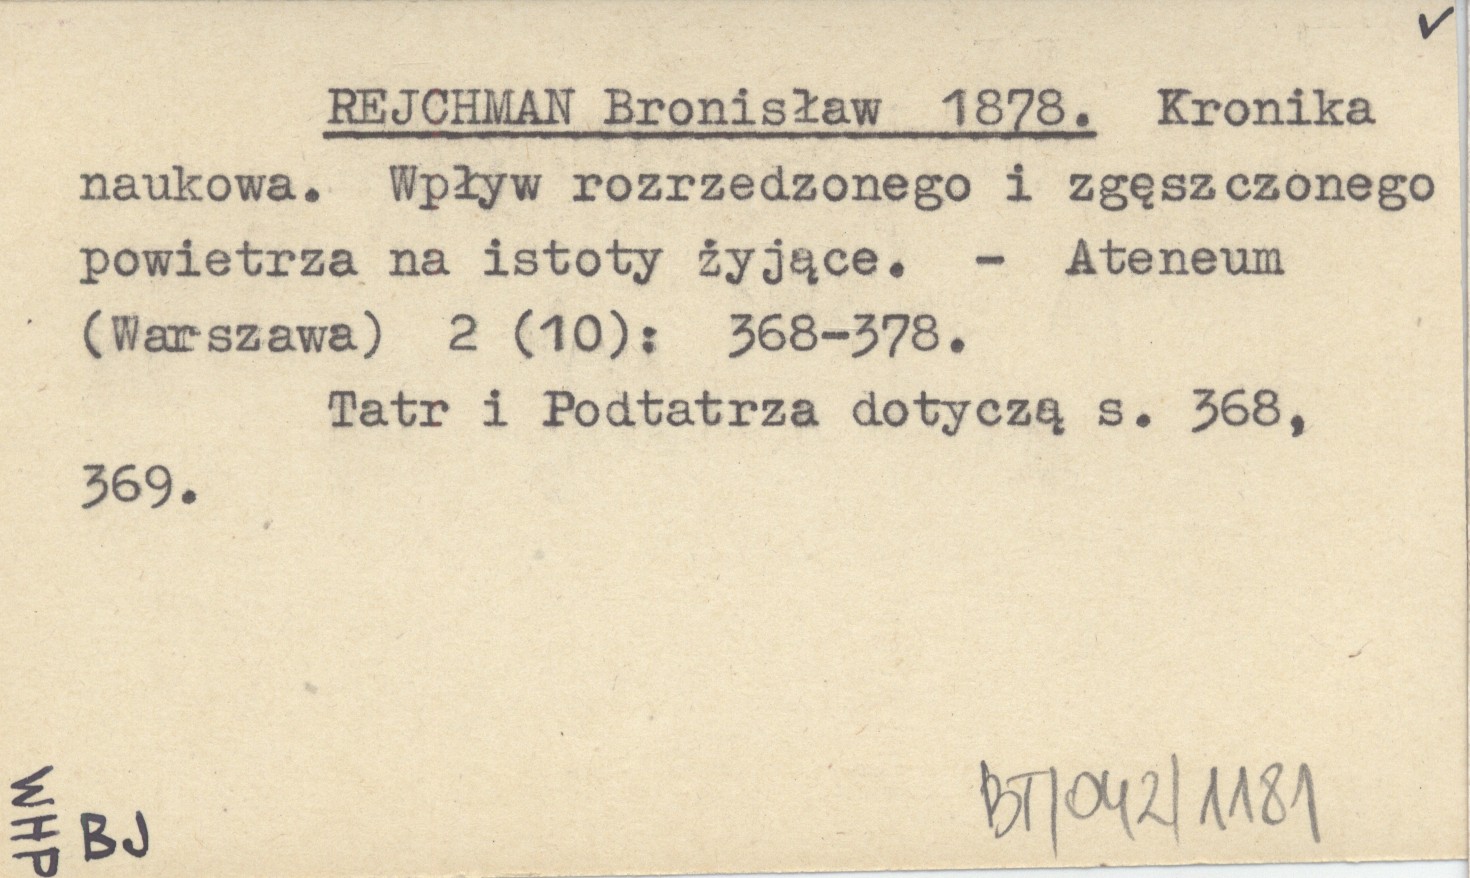 ✓
REJCHMAN Bronisław 1878. Kronika
naukowa. Wpływ rozrzedzonego i zgęszczonego
powietrza na istoty żyjące. - Ateneum
(Warszawa) 2 (10): 368-378.
Tatr i Podtatrza dotyczą s. 368,
369.
BT/042/1181
WHP
BJ